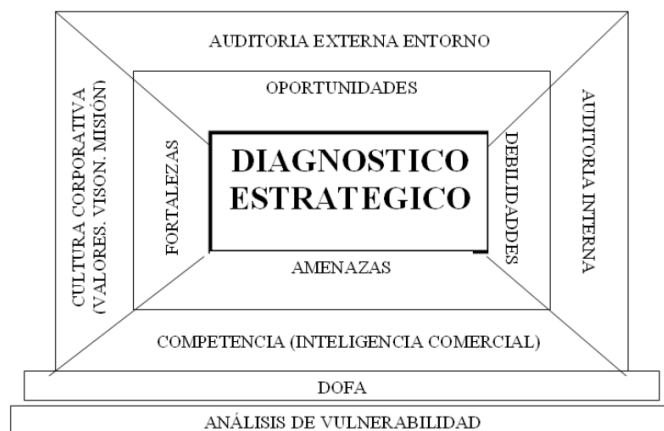 AUDITORIA EXTERNA ENTORNO
OPORTUNIDADES
CULTURA CORPORATIVA
(VALORES. VISON. MISIÓN)
FORTALEZAS
DIAGNOSTICO
ESTRATEGICO
DEBILIDADDES
AUDITORIA INTERNA
AMENAZAS
COMPETENCIA (INTELIGENCIA COMERCIAL)
DOFA
ANÁLISIS DE VULNERABILIDAD